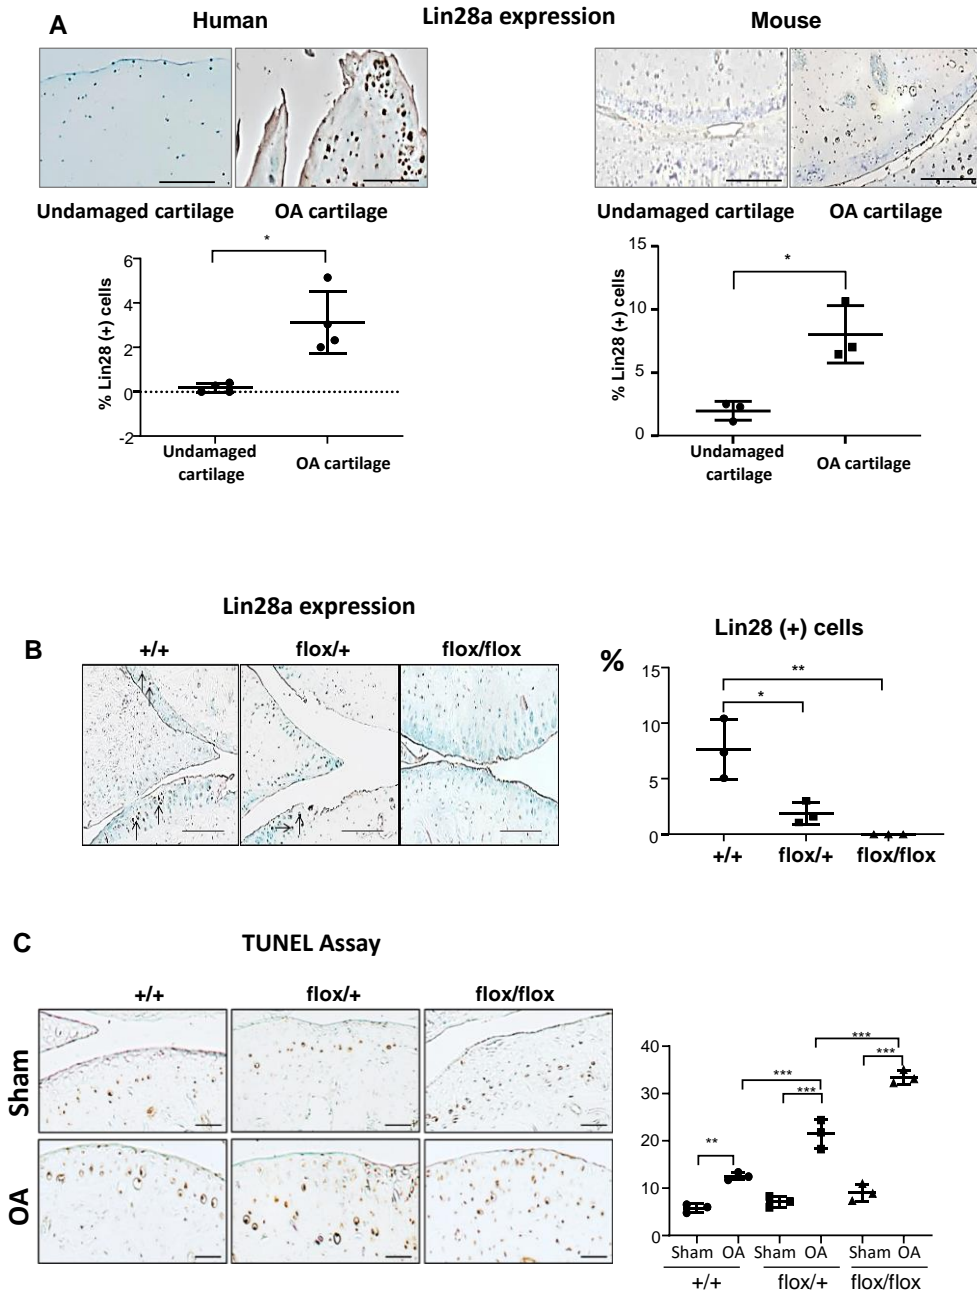 A
Human
Lin28a expression
Mouse
Undamaged cartilage
OA cartilage
Undamaged cartilage
OA cartilage
% Lin28 (+) cells
6
4
2
0
-2
*
Undamaged
cartilage
OA cartilage
% Lin28 (+) cells
15
10
5
0
*
Undamaged
cartilage
OA cartilage
B
Lin28a expression
+/+
flox/+
flox/flox
Lin28 (+) cells
%
15
10
5
0
**
*
+/+
flox/+
flox/flox
C
TUNEL Assay
+/+
flox/+
flox/flox
Sham
OA
40
30
20
10
0
**
***
***
***
***
Sham OA Sham OA Sham OA
+/+
flox/+
flox/flox